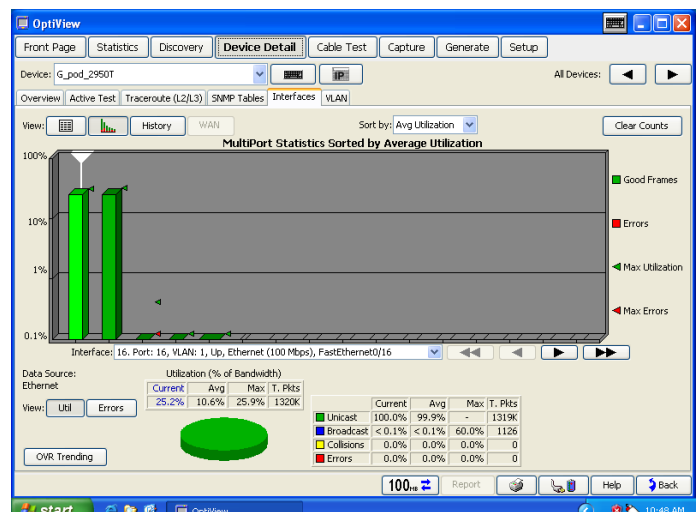 OptiView
Front Page Statistics Discovery Device Detail Cable Test Capture Generate Setup
Device: G_pod_2950T IP All Devices:
Overview Active Test Traceroute (L2/L3) SNMP Tables Interfaces VLAN
View: History WAN Sort by: Avg Utilization Clear Counts
MultiPort Statistics Sorted by Average Utilization
100%
Good Frames
10%
Errors
1%
Max Utilization
Max Errors
0.1%
Interface: 16. Port: 16, VLAN: 1, Up, Ethernet (100 Mbps), FastEthernet0/16
Data Source: Utilization (% of Bandwidth)
Ethernet Current Avg Max T. Pkts
25.2% 10.6% 25.9% 1320K
View: Util Errors
Current Avg Max T. Pkts
Unicast 100.0% 99.9% - 1319K
Broadcast < 0.1% < 0.1% 60.0% 1126
Collisions 0.0% 0.0% 0.0% 0
Errors 0.0% 0.0% 0.0% 0
OVR Trending
100 Report Help Back
start OptiView 10:48 AM